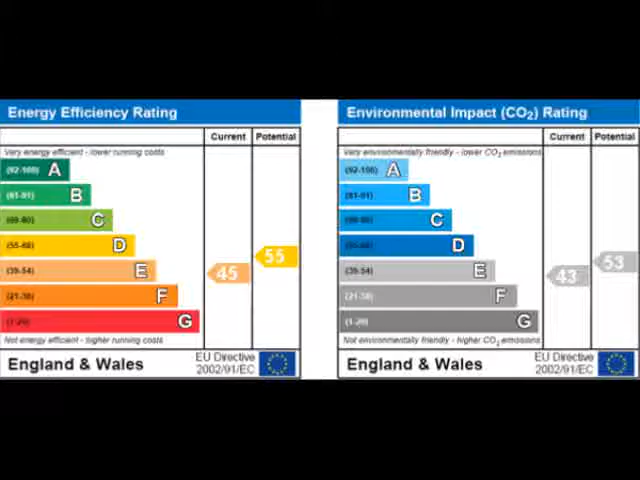 Energy Efficiency Rating
Current Potential
Very energy efficient - lower running costs
(92-100) A
(81-91) B
(69-80) C
(55-68) D
(39-54) E
(21-38) F
(1-20) G
45
55
Not energy efficient - higher running costs
England & Wales
EU Directive
2002/91/EC
Environmental Impact (CO2) Rating
Current Potential
Very environmentally friendly - lower CO2 emissions
(92-100) A
(81-91) B
(69-80) C
(55-68) D
(39-54) E
(21-38) F
(1-20) G
43
53
Not environmentally friendly - higher CO2 emissions
England & Wales
EU Directive
2002/91/EC